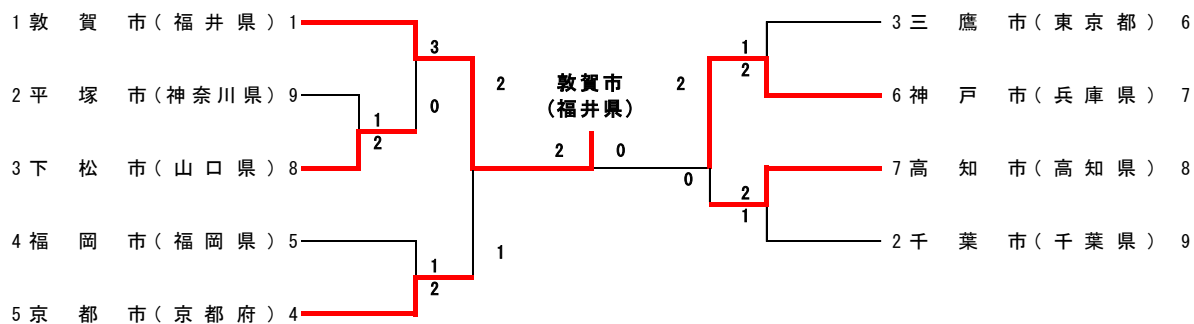 1 敦賀市(福井県) 1
2 平塚市(神奈川県) 9
3 下松市(山口県) 8
4 福岡市(福岡県) 5
5 京都市(京都府) 4
3
0
1
2
1
2
2
1
敦賀市
(福井県)
2
0
2
0
1
2
2
1
3 三鷹市(東京都) 6
6 神戸市(兵庫県) 7
7 高知市(高知県) 8
2 千葉市(千葉県) 9